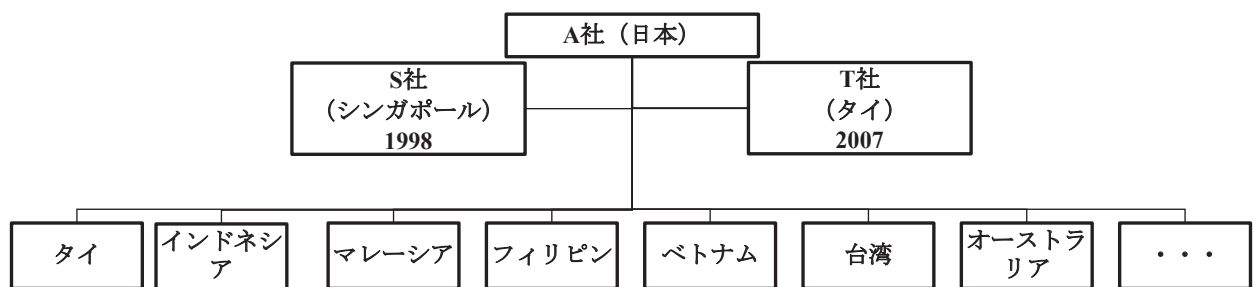 A社（日本）
S社
（シンガポール）
1998
T社
（タイ）
2007
タイ
インドネシ
ア
マレーシア
フィリピン
ベトナム
台湾
オーストラ
リア
・・・